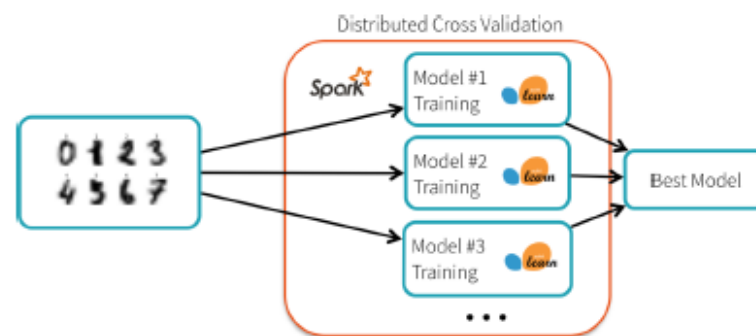 Distributed Cross Validation
Spark
Model #1
Training
learn
0 1 2 3
4 5 6 7
Model #2
Training
learn
Best Model
Model #3
Training
learn
• • •